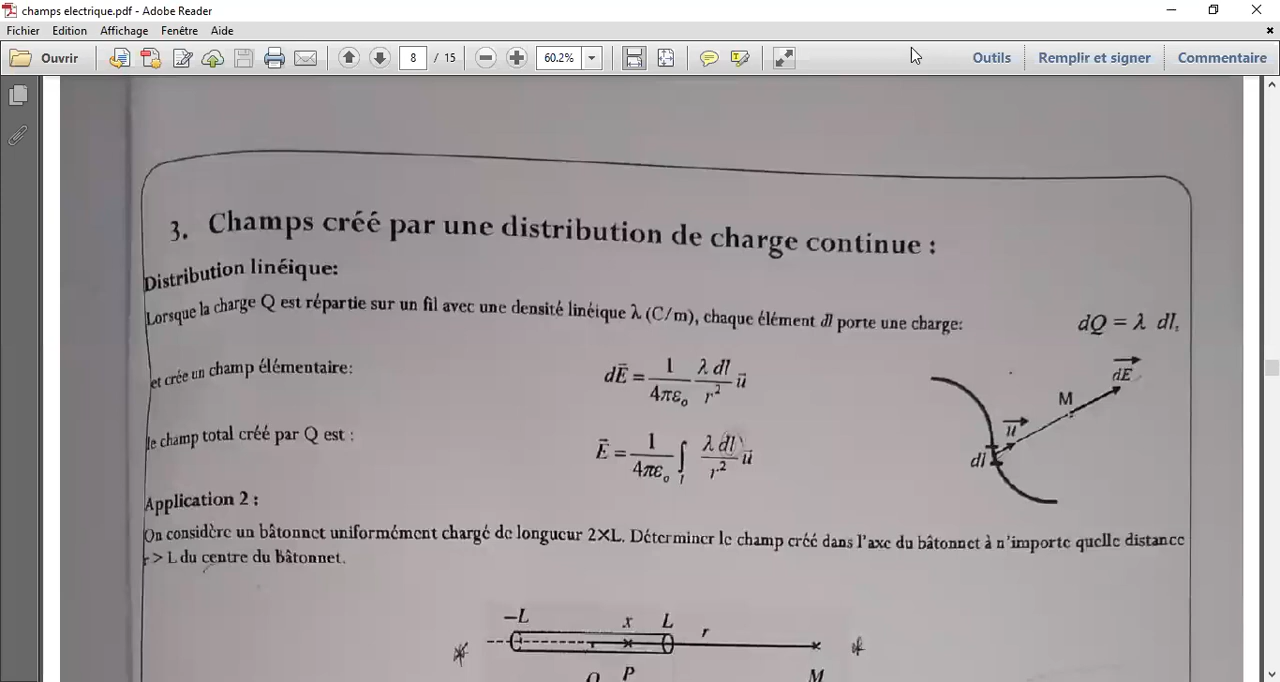 champs electrique.pdf - Adobe Reader
Fichier Edition Affichage Fenêtre Aide
Ouvrir 8 / 15 60.2% Outils Remplir et signer Commentaire
3. Champs créé par une distribution de charge continue :
Distribution linéique:
Lorsque la charge Q est répartie sur un fil avec une densité linéique λ (C/m), chaque élément dl porte une charge: dQ = λ dl,
et crée un champ élémentaire: dE⃗ = 1/4πε₀ λ dl/r² u⃗
dE⃗
M
u⃗
dl
le champ total créé par Q est : E⃗ = 1/4πε₀ ∫l λ dl/r² u⃗
Application 2 :
On considère un bâtonnet uniformément chargé de longueur 2×L. Déterminer le champ créé dans l'axe du bâtonnet à n'importe quelle distance
r > L du centre du bâtonnet.
–L x L r
O P M